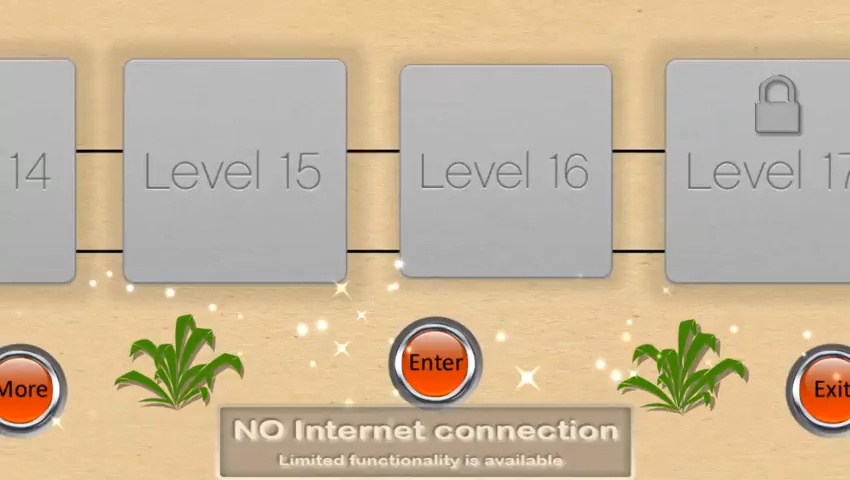 14
Level 15
Level 16
Level 17
More
Enter
Exit
NO Internet connection
Limited functionality is available